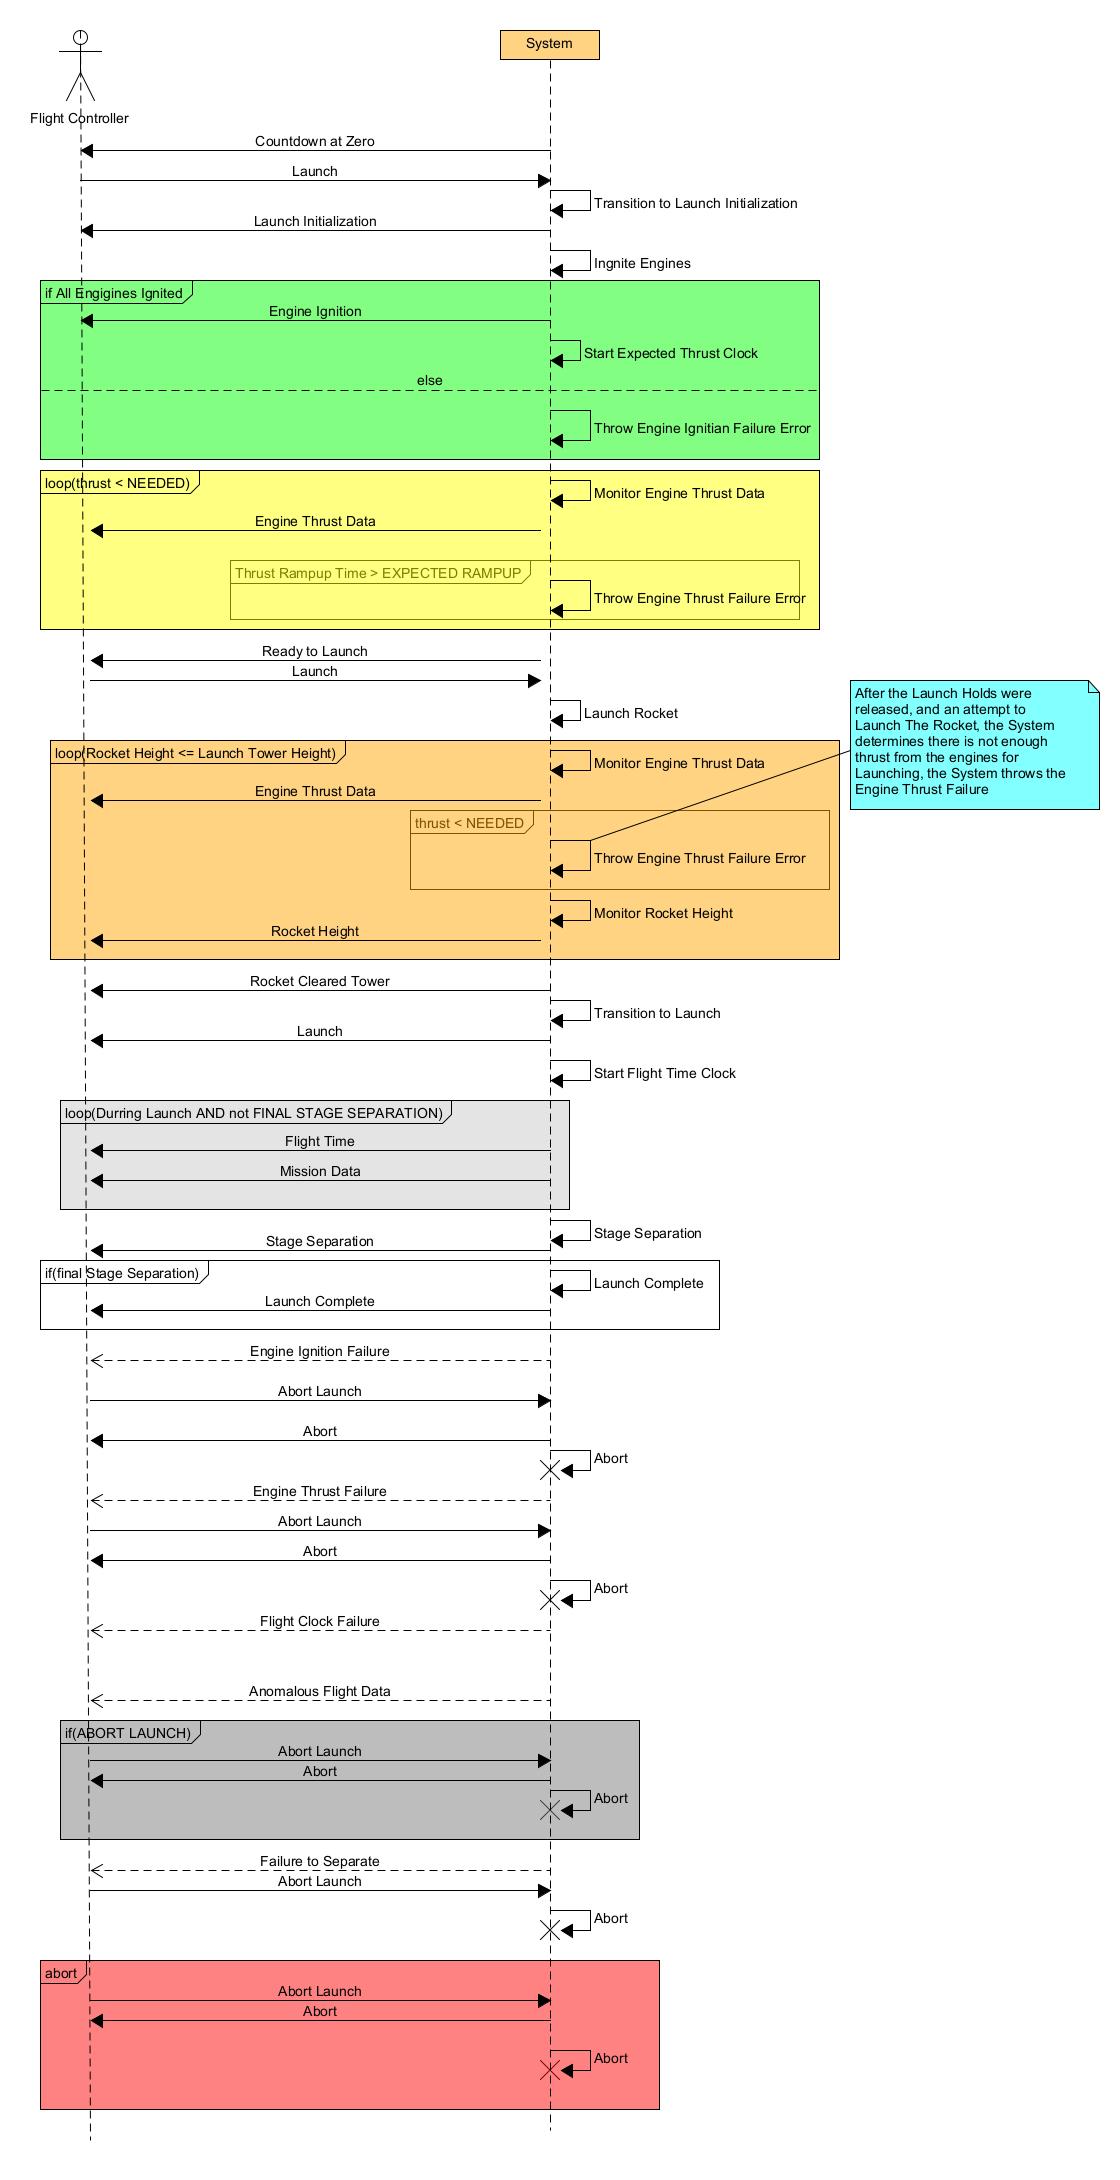 System
Flight Controller
Countdown at Zero
Launch
Transition to Launch Initialization
Launch Initialization
Ingnite Engines
if All Engigines Ignited
Engine Ignition
Start Expected Thrust Clock
else
Throw Engine Ignitian Failure Error
loop(thrust < NEEDED)
Monitor Engine Thrust Data
Engine Thrust Data
Thrust Rampup Time > EXPECTED RAMPUP
Throw Engine Thrust Failure Error
Ready to Launch
Launch
Launch Rocket
After the Launch Holds were
released, and an attempt to
Launch The Rocket, the System
determines there is not enough
thrust from the engines for
Launching, the System throws the
Engine Thrust Failure
loop(Rocket Height <= Launch Tower Height)
Monitor Engine Thrust Data
Engine Thrust Data
thrust < NEEDED
Throw Engine Thrust Failure Error
Monitor Rocket Height
Rocket Height
Rocket Cleared Tower
Transition to Launch
Launch
Start Flight Time Clock
loop(Durring Launch AND not FINAL STAGE SEPARATION)
Flight Time
Mission Data
Stage Separation
Stage Separation
if(final Stage Separation)
Launch Complete
Launch Complete
Engine Ignition Failure
Abort Launch
Abort
Abort
Engine Thrust Failure
Abort Launch
Abort
Abort
Flight Clock Failure
Anomalous Flight Data
if(ABORT LAUNCH)
Abort Launch
Abort
Abort
Failure to Separate
Abort Launch
Abort
abort
Abort Launch
Abort
Abort